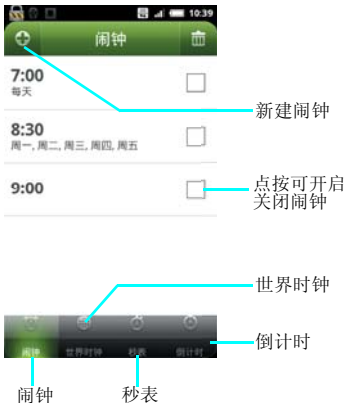 10:39
闹钟
7:00
每天
新建闹钟
8:30
周一, 周二, 周三, 周四, 周五
9:00
点按可开启
关闭闹钟
世界时钟
倒计时
闹钟 世界时钟 秒表 倒计时
闹钟 秒表